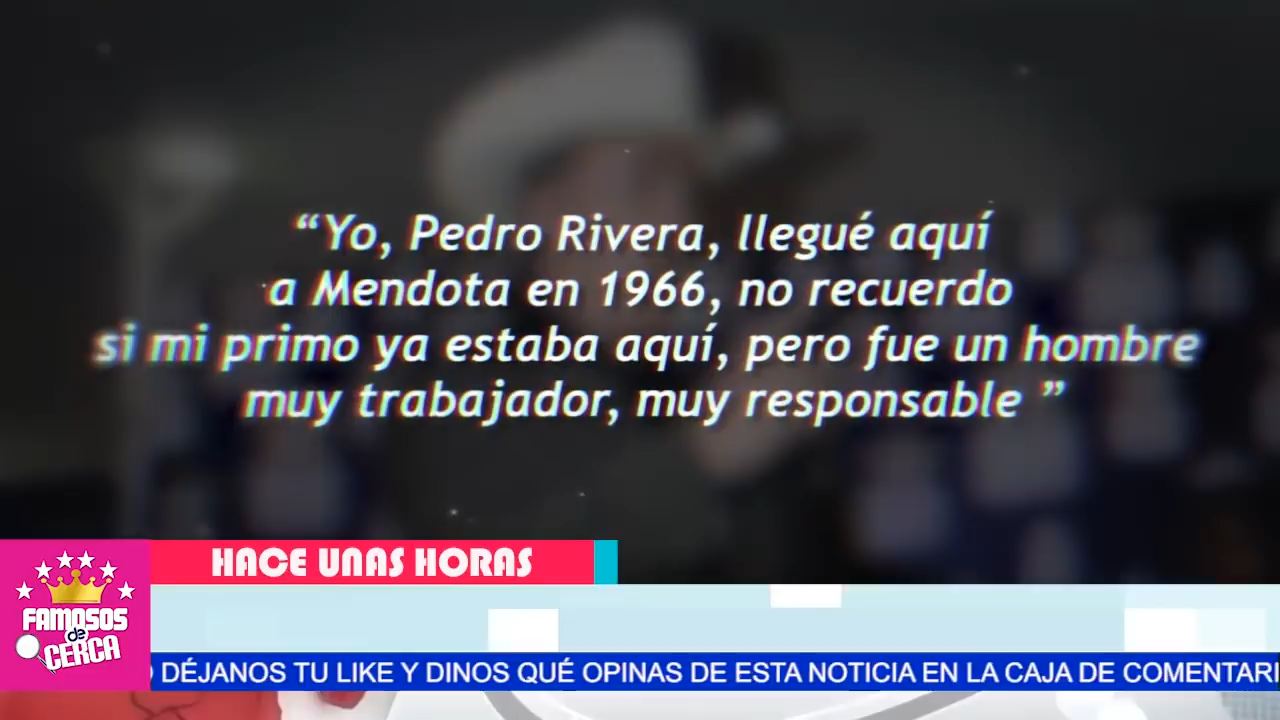 “Yo, Pedro Rivera, llegué aquí
a Mendota en 1966, no recuerdo
si mi primo ya estaba aquí, pero fue un hombre
muy trabajador, muy responsable ”
HACE UNAS HORAS
FAMOSOS
de
CERCA
DÉJANOS TU LIKE Y DINOS QUÉ OPINAS DE ESTA NOTICIA EN LA CAJA DE COMENTARI